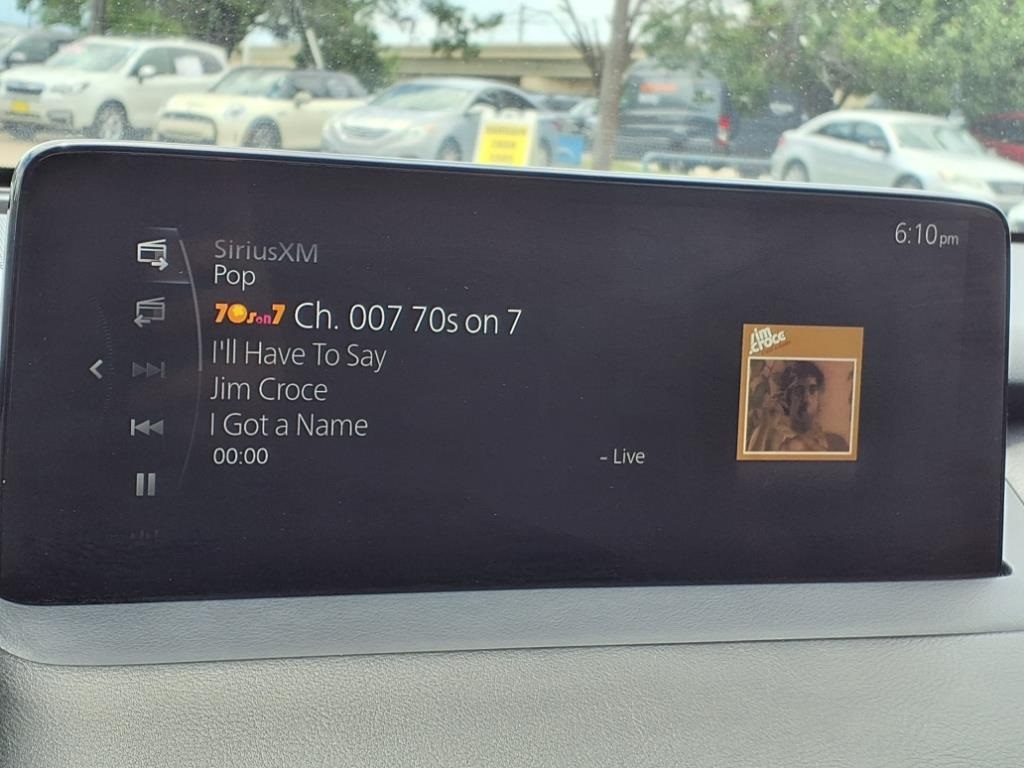 6:10pm
SiriusXM
Pop
70s on 7 Ch. 007 70s on 7
I'll Have To Say
Jim Croce
I Got a Name
00:00
- Live
Jim
Croce